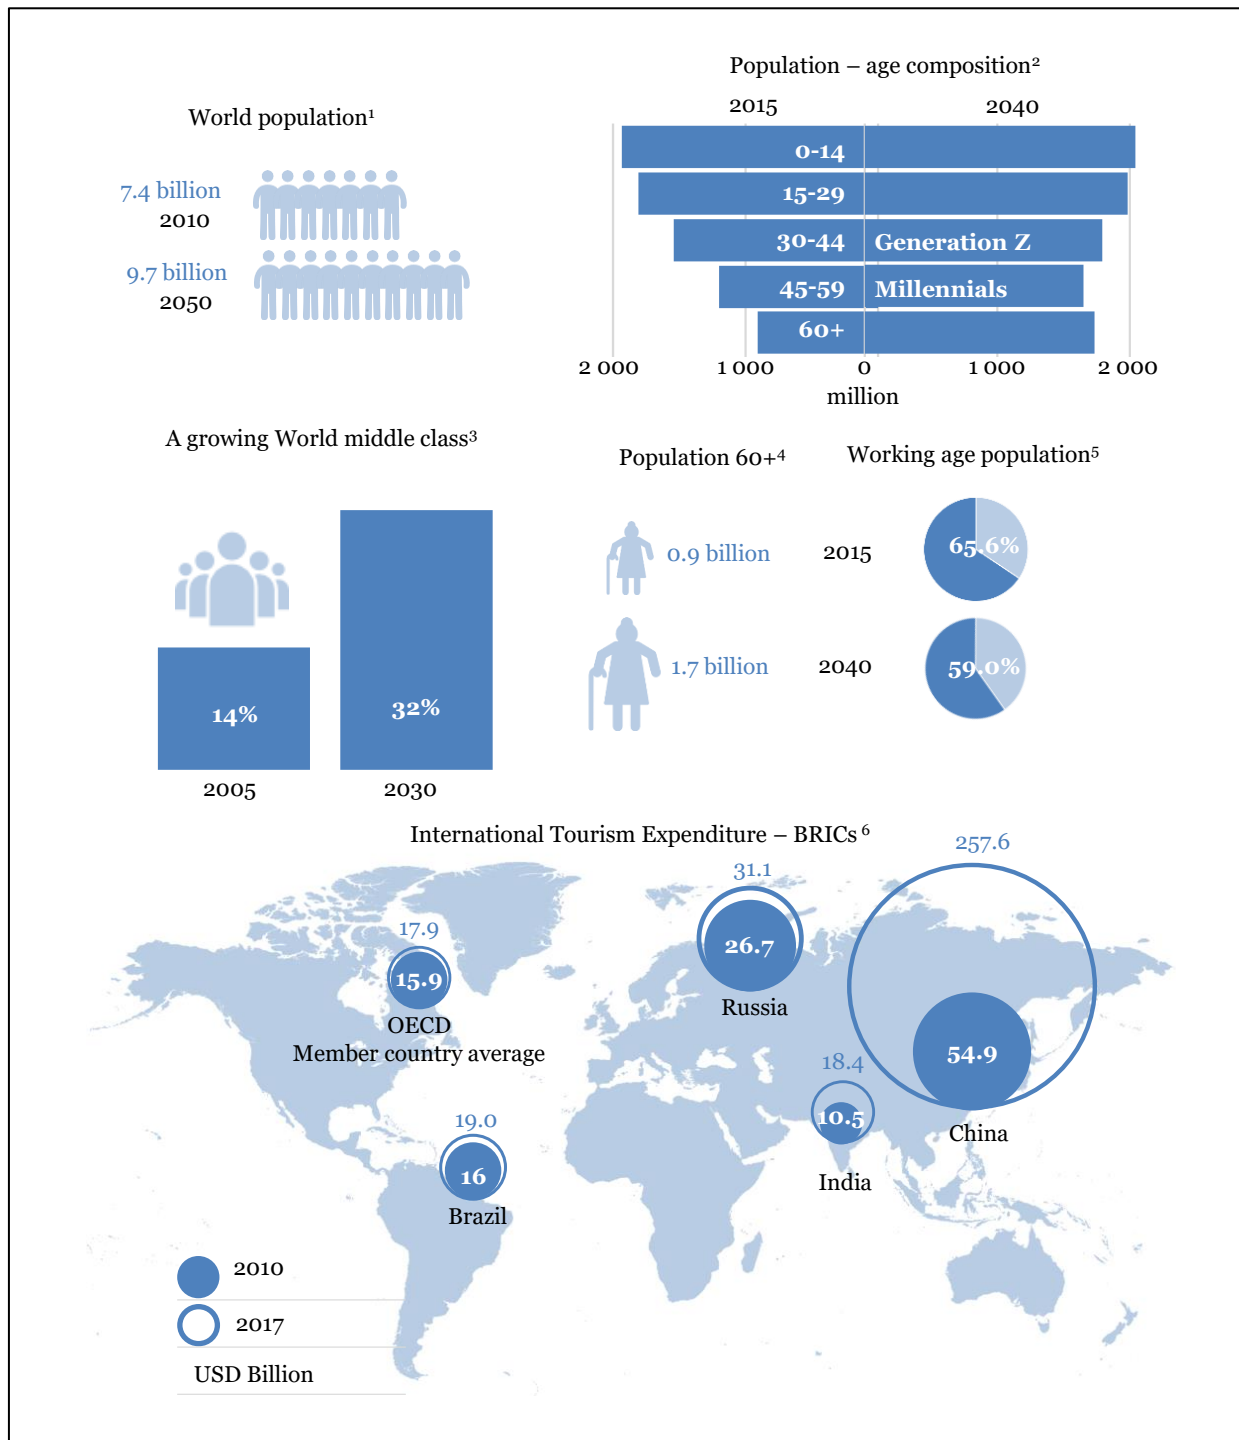 World population¹
7.4 billion
2010
9.7 billion
2050
Population – age composition²
2015 2040
0-14
15-29
30-44 Generation Z
45-59 Millennials
60+
2 000 1 000 0 1 000 2 000
million
A growing World middle class³
14% 32%
2005 2030
Population 60+⁴
0.9 billion
1.7 billion
Working age population⁵
2015 65.6%
2040 59.0%
International Tourism Expenditure – BRICs ⁶
17.9
15.9
OECD
Member country average
31.1
26.7
Russia
257.6
54.9
China
18.4
10.5
India
19.0
16
Brazil
2010
2017
USD Billion